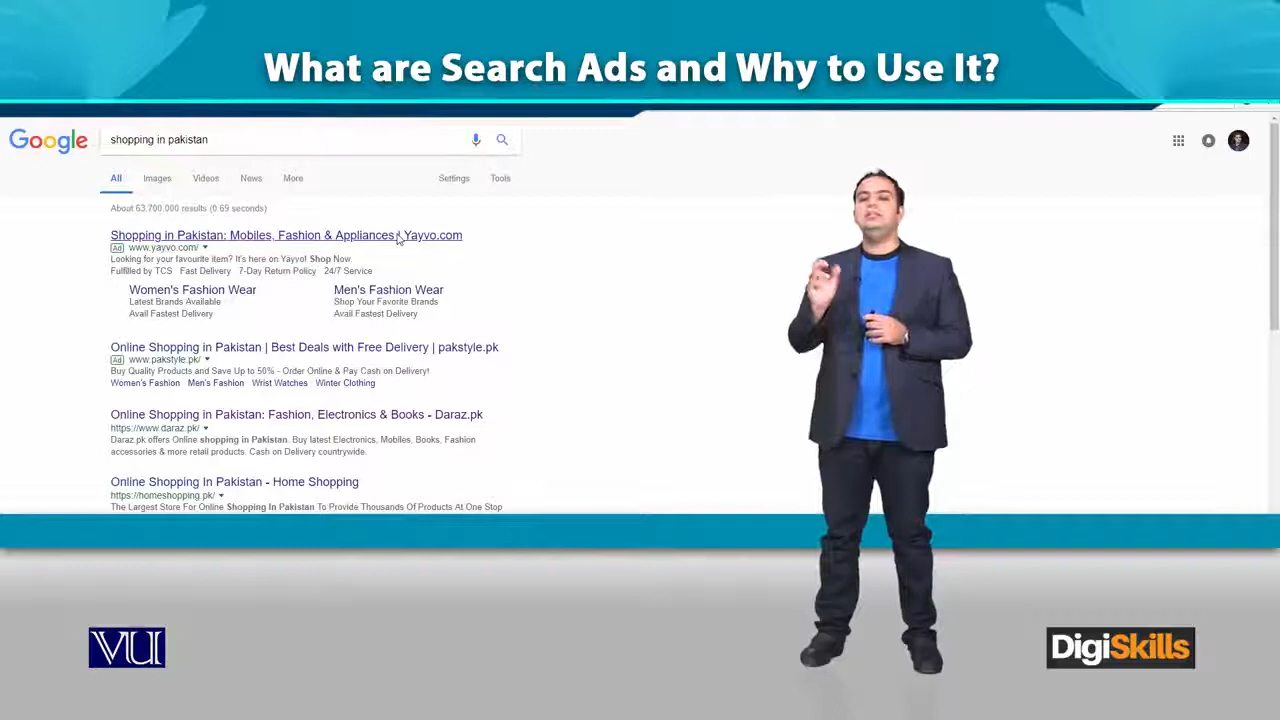 What are Search Ads and Why to Use It?
Google
shopping in pakistan
All Images Videos News More Settings Tools
About 63,700,000 results (0.69 seconds)
Shopping in Pakistan: Mobiles, Fashion & Appliances | Yayvo.com
Ad www.yayvo.com/
Looking for your favourite item? It's here on Yayvo! Shop Now.
Fulfilled by TCS Fast Delivery 7-Day Return Policy 24/7 Service
Women's Fashion Wear Men's Fashion Wear
Latest Brands Available Shop Your Favorite Brands
Avail Fastest Delivery Avail Fastest Delivery
Online Shopping in Pakistan | Best Deals with Free Delivery | pakstyle.pk
Ad www.pakstyle.pk/
Buy Quality Products and Save Up to 50% - Order Online & Pay Cash on Delivery!
Women's Fashion Men's Fashion Wrist Watches Winter Clothing
Online Shopping in Pakistan: Fashion, Electronics & Books - Daraz.pk
https://www.daraz.pk/
Daraz.pk offers Online shopping in Pakistan. Buy latest Electronics, Mobiles, Books, Fashion
accessories & more retail products. Cash on Delivery countrywide.
Online Shopping In Pakistan - Home Shopping
https://homeshopping.pk/
The Largest Store For Online Shopping In Pakistan To Provide Thousands Of Products At One Stop
VU
DigiSkills